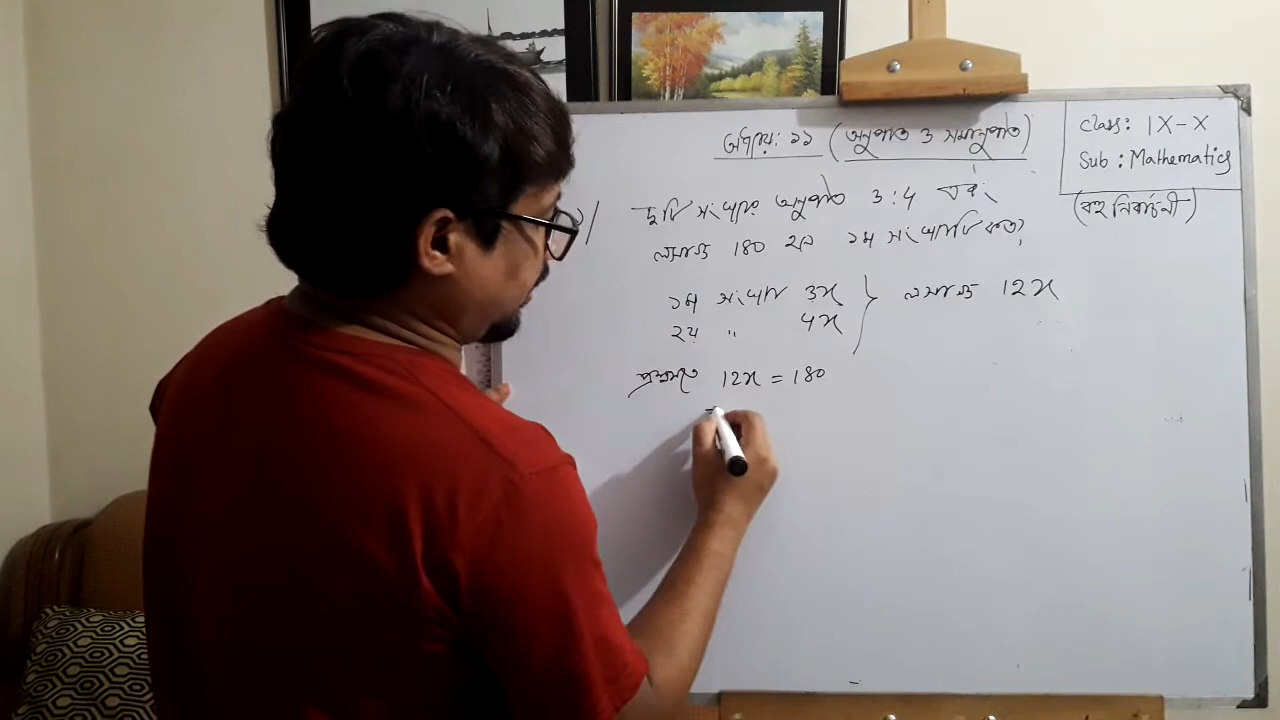 অধ্যায়: ১১ (অনুপাত ও সমানুপাত)
Class: IX-X
Sub : Mathematics
(বহু নির্বাচনী)
১/ দুটি সংখ্যার অনুপাত 3:4 এবং
লসাগু 180 হলে ১ম সংখ্যাটি কত?
১ম সংখ্যাটি 3x } লসাগু 12x
২য় " 4x
প্রশ্নমতে 12x = 180